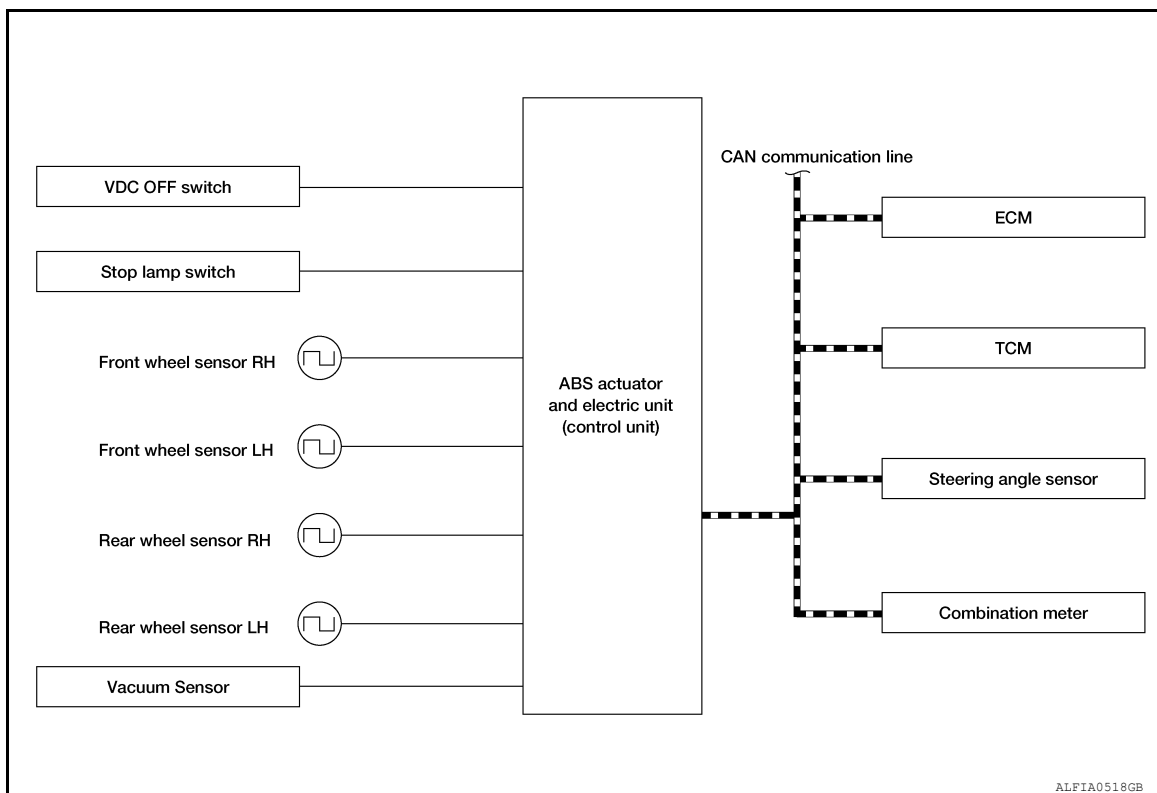 VDC OFF switch
Stop lamp switch
Front wheel sensor RH
Front wheel sensor LH
Rear wheel sensor RH
Rear wheel sensor LH
Vacuum Sensor
ABS actuator
and electric unit
(control unit)
CAN communication line
ECM
TCM
Steering angle sensor
Combination meter
ALFIA0518GB